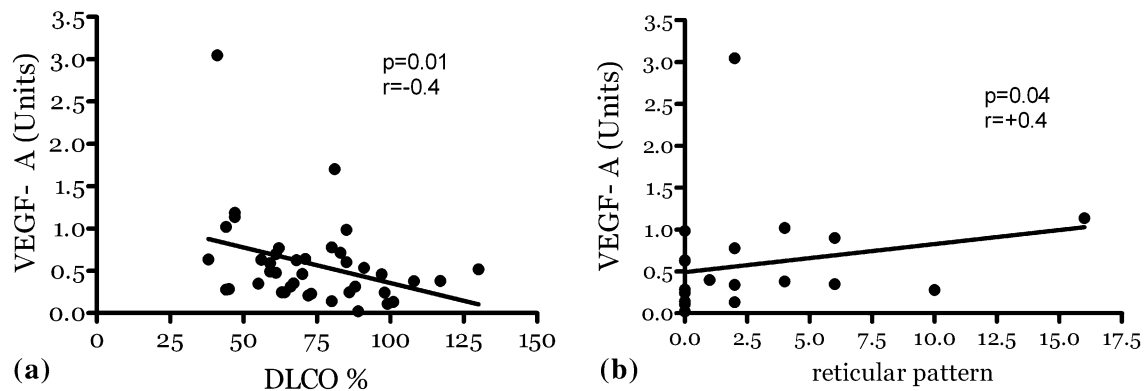 VEGF- A (Units)
3.5
3.0
2.5
2.0
1.5
1.0
0.5
0.0
p=0.01
r=-0.4
0 25 50 75 100 125 150
DLCO %
(a)
VEGF- A (Units)
3.5
3.0
2.5
2.0
1.5
1.0
0.5
0.0
p=0.04
r=+0.4
0.0 2.5 5.0 7.5 10.0 12.5 15.0 17.5
reticular pattern
(b)